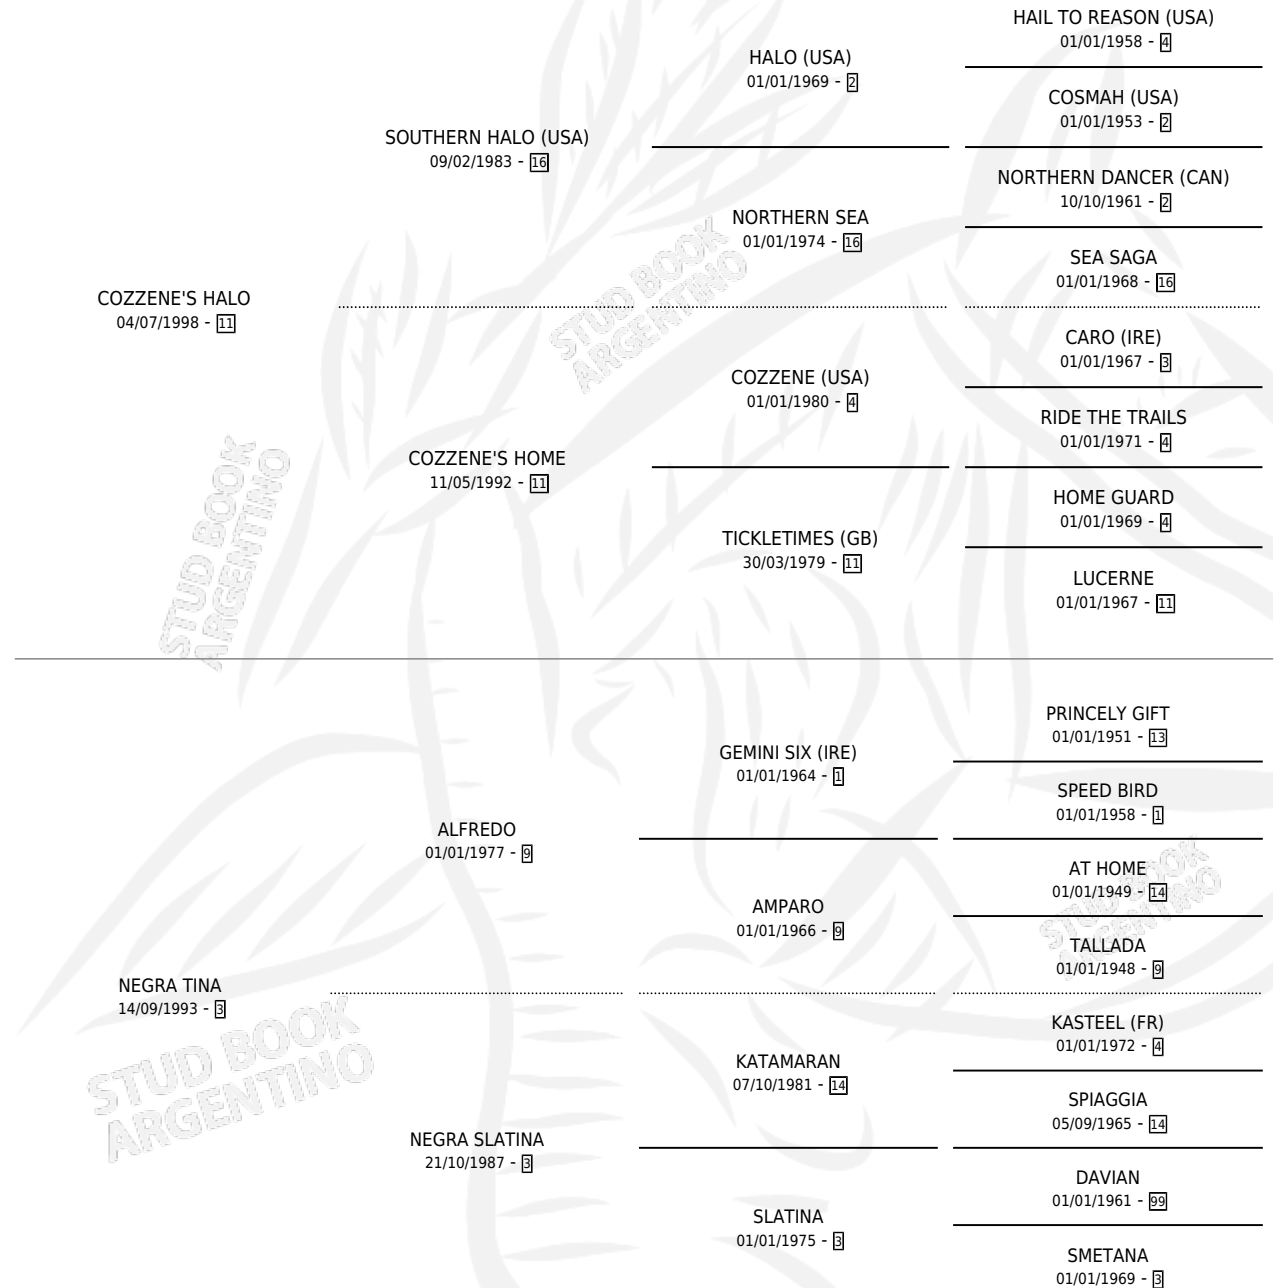 HAIL TO REASON (USA)
01/01/1958 - 4
HALO (USA)
01/01/1969 - 2
COSMAH (USA)
01/01/1953 - 2
SOUTHERN HALO (USA)
09/02/1983 - 16
NORTHERN DANCER (CAN)
10/10/1961 - 2
NORTHERN SEA
01/01/1974 - 16
SEA SAGA
01/01/1968 - 16
STUD BOOK
ARGENTINO
COZZENE'S HALO
04/07/1998 - 11
CARO (IRE)
01/01/1967 - 3
COZZENE (USA)
01/01/1980 - 4
RIDE THE TRAILS
01/01/1971 - 4
COZZENE'S HOME
11/05/1992 - 11
HOME GUARD
01/01/1969 - 4
TICKLETIMES (GB)
30/03/1979 - 11
LUCERNE
01/01/1967 - 11
STUD BOOK
ARGENTINO
PRINCELY GIFT
01/01/1951 - 13
GEMINI SIX (IRE)
01/01/1964 - 1
SPEED BIRD
01/01/1958 - 1
ALFREDO
01/01/1977 - 9
AT HOME
01/01/1949 - 14
AMPARO
01/01/1966 - 9
TALLADA
01/01/1948 - 9
STUD BOOK
ARGENTINO
NEGRA TINA
14/09/1993 - 3
KASTEEL (FR)
01/01/1972 - 4
KATAMARAN
07/10/1981 - 14
SPIAGGIA
05/09/1965 - 14
STUD BOOK
ARGENTINO
NEGRA SLATINA
21/10/1987 - 3
DAVIAN
01/01/1961 - 99
SLATINA
01/01/1975 - 3
SMETANA
01/01/1969 - 3